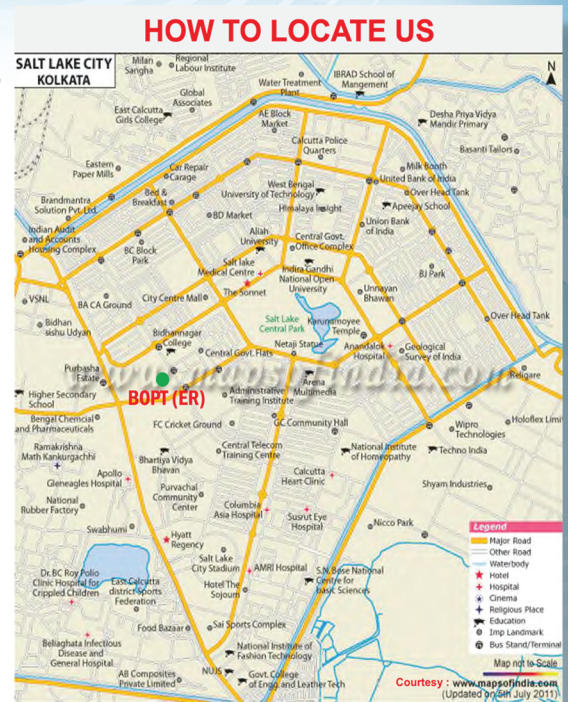 HOW TO LOCATE US
SALT LAKE CITY
KOLKATA
N
Milan
Sangha
Regional
Labour Institute
IBRAD School of
Mangement
Water Treatment
Plant
Global
Associates
East Calcutta
Girls College
AE Block
Market
Desha Priya Vidya
Mandir Primary
Calcutta Police
Quarters
Basanti Tailors
Eastern
Paper Mills
Car Repair
Carage
Milk Booth
United Bank of India
Bed &
Breakfast
West Bengal
University of Technology
Over Head Tank
Brandmantra
Solution Pvt. Ltd.
Himalaya Insight
Apeejay School
BD Market
Union Bank
of India
Indian Audit
and Accounts
Housing Complex
Aliah
University
Central Govt.
Office Complex
BC Block
Park
Salt lake
Medical Centre
Indira Gandhi
National Open
University
BJ Park
The Sonnet
Unnayan
Bhawan
VSNL
BA CA Ground
City Centre Mall
Bidhan
sishu Udyan
Salt Lake
Central Park
Karunamoyee
Temple
Over Head Tank
Bidhannagar
College
Netaji Statue
Anandalok
Hospital
Geological
Survey of India
Central Govt. Flats
Purbasha
Estate
www.mapsofindia.com
Religare
Arena
Multimedia
BOPT (ER)
Higher Secondary
School
Administrative
Training Institute
Bengal Chemcial
and Pharmaceuticals
FC Cricket Ground
GC Community Hall
Wipro
Technologies
Holoflex Limi
Ramakrishna
Math Kankurgachhi
Bhartiya Vidya
Bhavan
Central Telecom
Training Centre
National Institute
of Homeopathy
Techno India
Apollo
Gleneagles Hospital
Calcutta
Heart Clinic
Purvachal
Community
Center
Shyam Industries
National
Rubber Factory
Columbia
Asia Hospital
Susrut Eye
Hospital
Swabhumi
Nicco Park
Hyatt
Regency
Salt Lake
City Stadium
AMRI Hospital
Dr. BC Roy Polio
Clinic Hospital for
Crippled Children
East Calcutta
district Sports
Federation
Hotel The
Sojourn
S.N. Bose National
Centre for
basic Sciences
Food Bazaar
Sai Sports Complex
Beliaghata Infectious
Disease and
General Hospital
National Institute of
Fashion Technology
AB Composites
Private Limited
NUJS
Govt. College
of Engg. and Leather Tech
Legend
Major Road
Other Road
Waterbody
Hotel
Hospital
Cinema
Religious Place
Education
Imp Landmark
Bus Stand/Terminal
Map not to Scale
Courtesy : www.mapsofindia.com
(Updated on 5th July 2011)